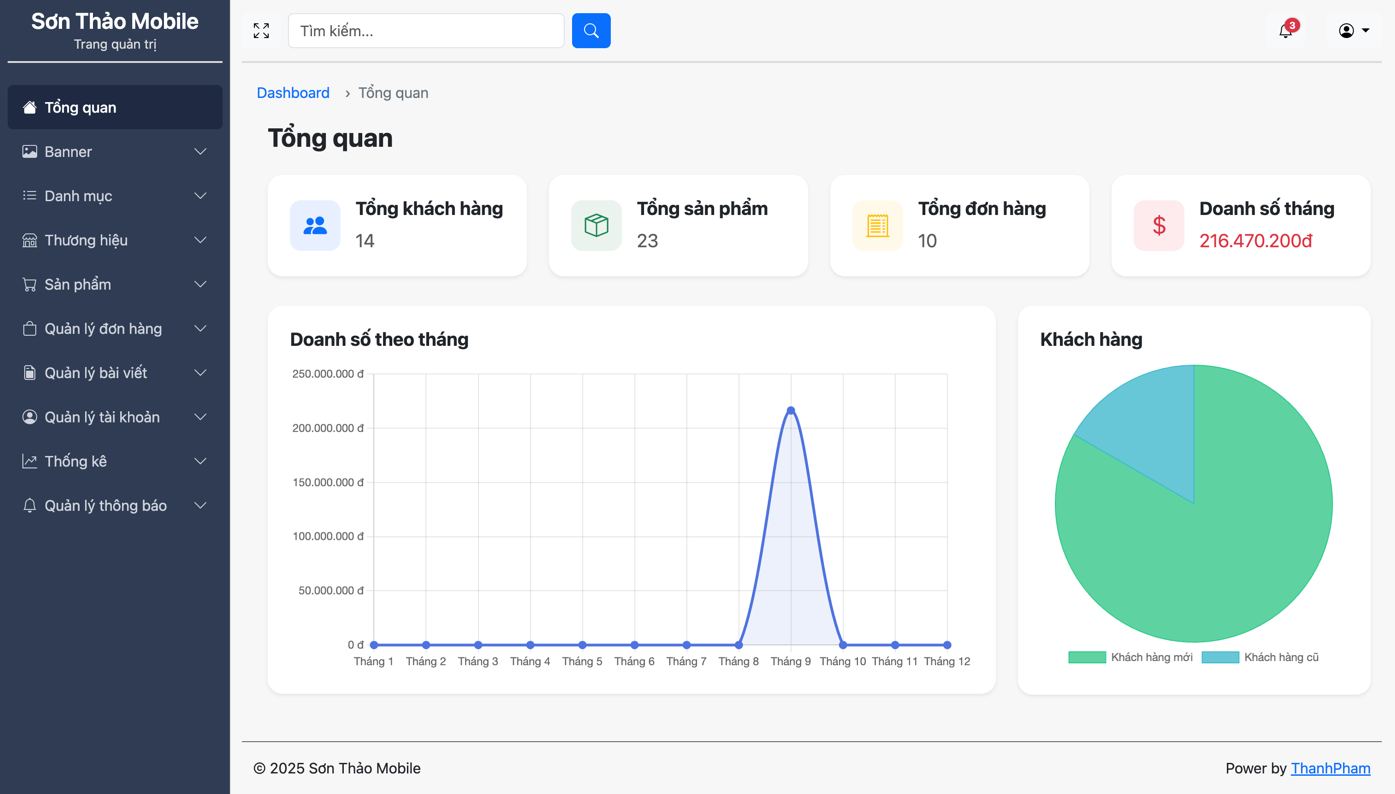 Sơn Thảo Mobile
Trang quản trị
Tổng quan
Banner
Danh mục
Thương hiệu
Sản phẩm
Quản lý đơn hàng
Quản lý bài viết
Quản lý tài khoản
Thống kê
Quản lý thông báo
Tìm kiếm...
3
Dashboard › Tổng quan
Tổng quan
Tổng khách hàng
14
Tổng sản phẩm
23
Tổng đơn hàng
10
Doanh số tháng
216.470.200đ
Doanh số theo tháng
250.000.000 đ
200.000.000 đ
150.000.000 đ
100.000.000 đ
50.000.000 đ
0 đ
Tháng 1 Tháng 2 Tháng 3 Tháng 4 Tháng 5 Tháng 6 Tháng 7 Tháng 8 Tháng 9 Tháng 10 Tháng 11 Tháng 12
Khách hàng
Khách hàng mới Khách hàng cũ
© 2025 Sơn Thảo Mobile
Power by ThanhPham